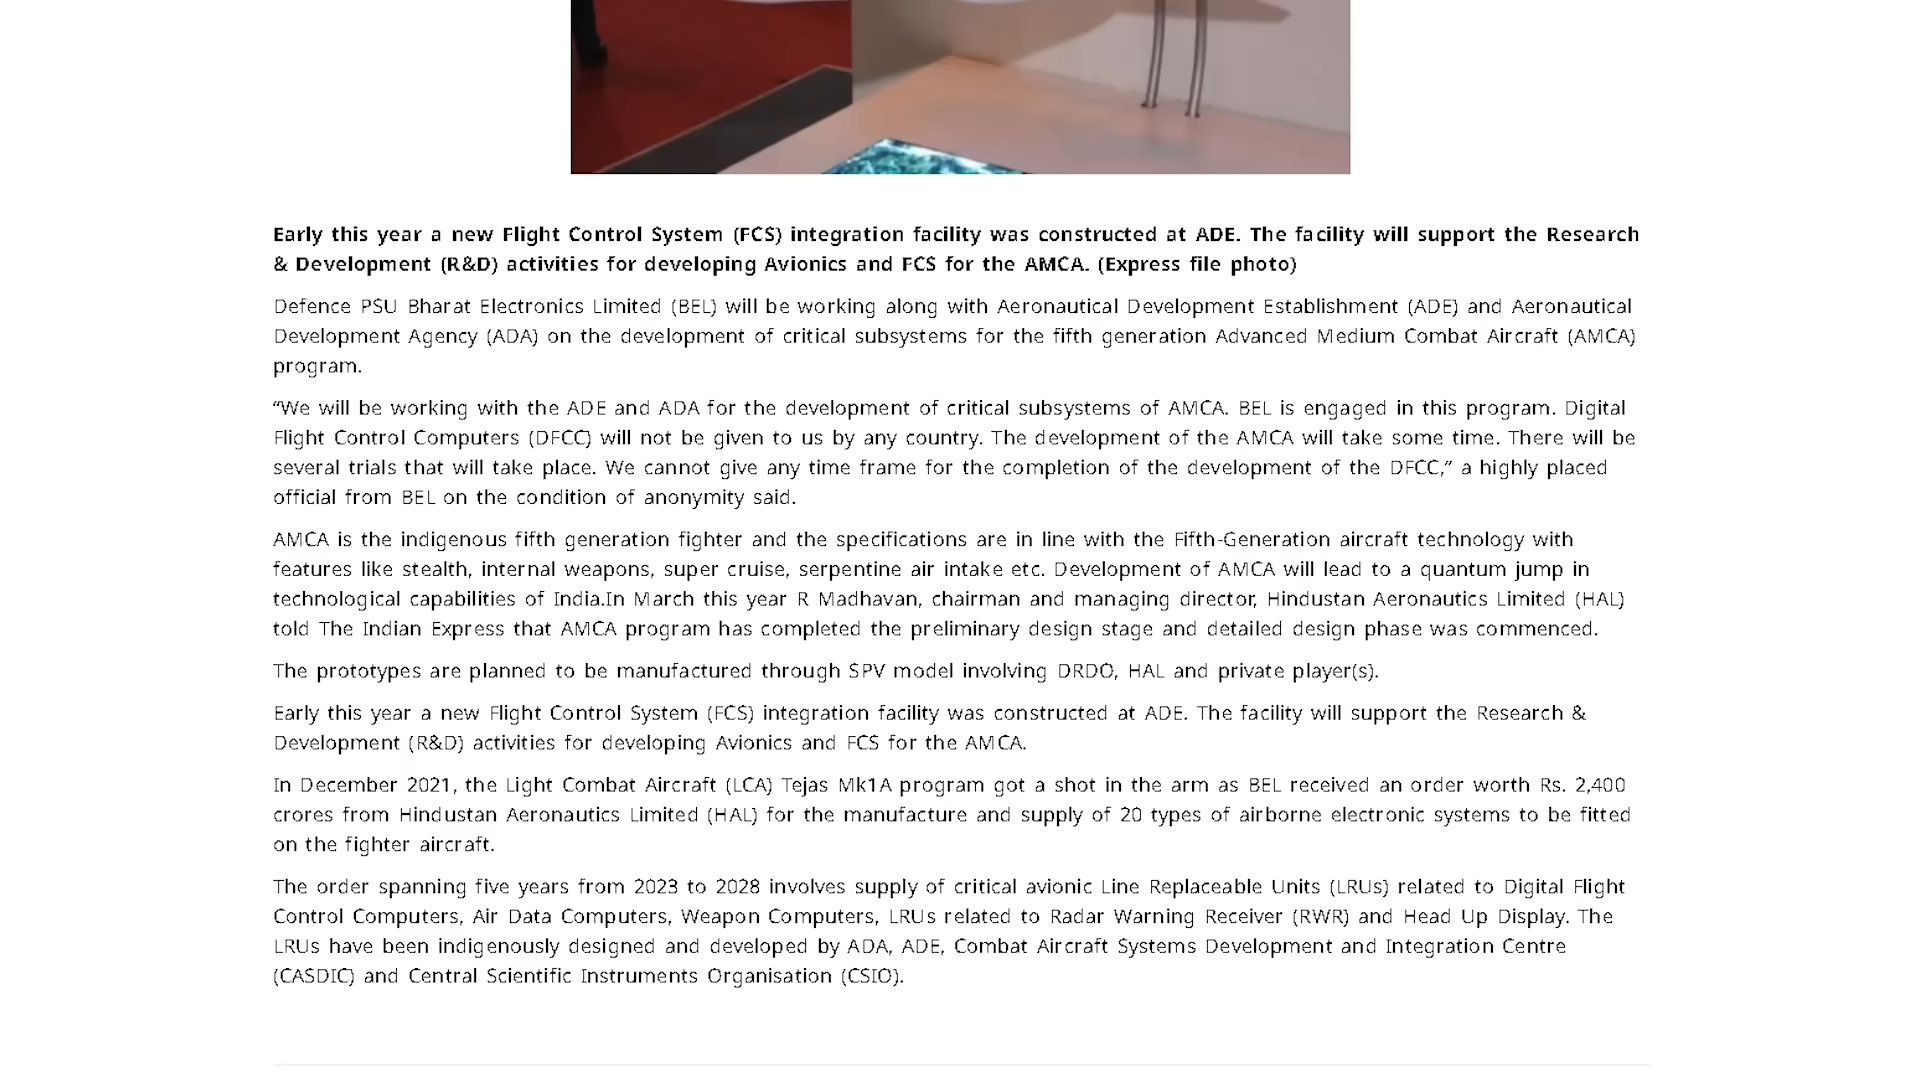 Early this year a new Flight Control System (FCS) integration facility was constructed at ADE. The facility will support the Research
& Development (R&D) activities for developing Avionics and FCS for the AMCA. (Express file photo)
Defence PSU Bharat Electronics Limited (BEL) will be working along with Aeronautical Development Establishment (ADE) and Aeronautical
Development Agency (ADA) on the development of critical subsystems for the fifth generation Advanced Medium Combat Aircraft (AMCA)
program.
“We will be working with the ADE and ADA for the development of critical subsystems of AMCA. BEL is engaged in this program. Digital
Flight Control Computers (DFCC) will not be given to us by any country. The development of the AMCA will take some time. There will be
several trials that will take place. We cannot give any time frame for the completion of the development of the DFCC,” a highly placed
official from BEL on the condition of anonymity said.
AMCA is the indigenous fifth generation fighter and the specifications are in line with the Fifth-Generation aircraft technology with
features like stealth, internal weapons, super cruise, serpentine air intake etc. Development of AMCA will lead to a quantum jump in
technological capabilities of India.In March this year R Madhavan, chairman and managing director, Hindustan Aeronautics Limited (HAL)
told The Indian Express that AMCA program has completed the preliminary design stage and detailed design phase was commenced.
The prototypes are planned to be manufactured through SPV model involving DRDO, HAL and private player(s).
Early this year a new Flight Control System (FCS) integration facility was constructed at ADE. The facility will support the Research &
Development (R&D) activities for developing Avionics and FCS for the AMCA.
In December 2021, the Light Combat Aircraft (LCA) Tejas Mk1A program got a shot in the arm as BEL received an order worth Rs. 2,400
crores from Hindustan Aeronautics Limited (HAL) for the manufacture and supply of 20 types of airborne electronic systems to be fitted
on the fighter aircraft.
The order spanning five years from 2023 to 2028 involves supply of critical avionic Line Replaceable Units (LRUs) related to Digital Flight
Control Computers, Air Data Computers, Weapon Computers, LRUs related to Radar Warning Receiver (RWR) and Head Up Display. The
LRUs have been indigenously designed and developed by ADA, ADE, Combat Aircraft Systems Development and Integration Centre
(CASDIC) and Central Scientific Instruments Organisation (CSIO).